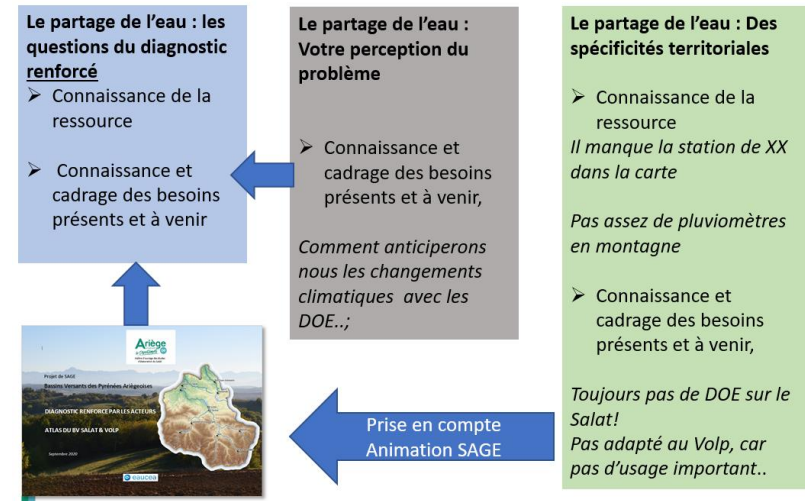 Le partage de l'eau : les
questions du diagnostic
renforcé
➢ Connaissance de la
ressource
➢ Connaissance et
cadrage des besoins
présents et à venir
Le partage de l'eau :
Votre perception du
problème
➢ Connaissance et
cadrage des besoins
présents et à venir,
Comment anticiperons
nous les changements
climatiques avec les
DOE..;
Le partage de l'eau : Des
spécificités territoriales
➢ Connaissance de la
ressource
Il manque la station de XX
dans la carte
Pas assez de pluviomètres
en montagne
➢ Connaissance et
cadrage des besoins
présents et à venir,
Toujours pas de DOE sur le
Salat!
Pas adapté au Volp, car
pas d'usage important..
Ariège
Projet de SAGE
Bassins Versants des Pyrénées Ariégeoises
DIAGNOSTIC RENFORCE PAR LES ACTEURS
ATLAS DU BV SALAT & VOLP
Septembre 2020
eaucea
Prise en compte
Animation SAGE